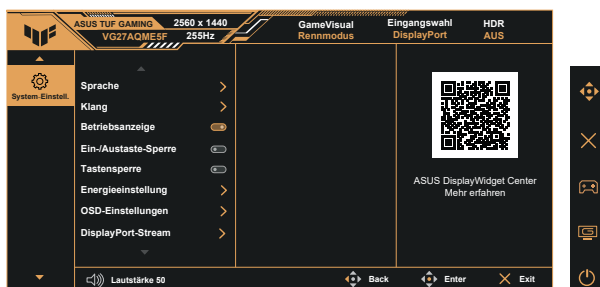 ASUS TUF GAMING 2560 x 1440
VG27AQME5F 255Hz
GameVisual
Rennmodus
Eingangswahl
DisplayPort
HDR
AUS
System-Einstell.
Sprache
Klang
Betriebsanzeige
Ein-/Austaste-Sperre
Tastensperre
Energieeinstellung
OSD-Einstellungen
DisplayPort-Stream
ASUS DisplayWidget Center
Mehr erfahren
Lautstärke 50
Back
Enter
Exit